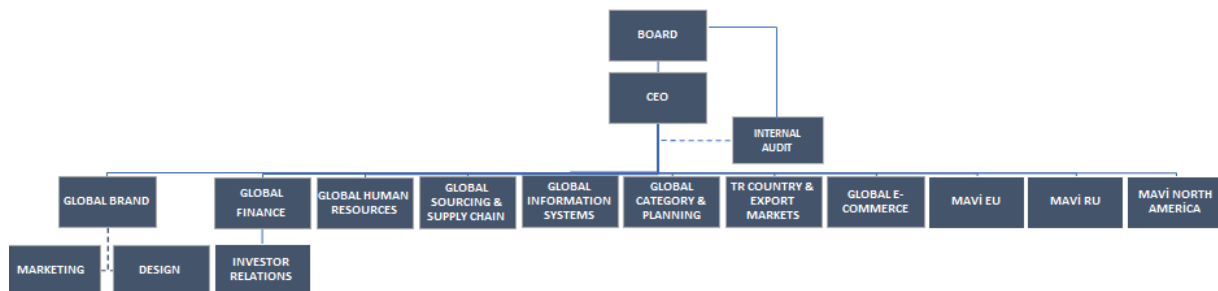 BOARD
CEO
INTERNAL
AUDIT
GLOBAL BRAND
GLOBAL
FINANCE
GLOBAL HUMAN
RESOURCES
GLOBAL
SOURCING &
SUPPLY CHAIN
GLOBAL
INFORMATION
SYSTEMS
GLOBAL
CATEGORY &
PLANNING
TR COUNTRY &
EXPORT
MARKETS
GLOBAL E-
COMMERCE
MAVİ EU
MAVİ RU
MAVİ NORTH
AMERİCA
MARKETING
DESIGN
INVESTOR
RELATIONS